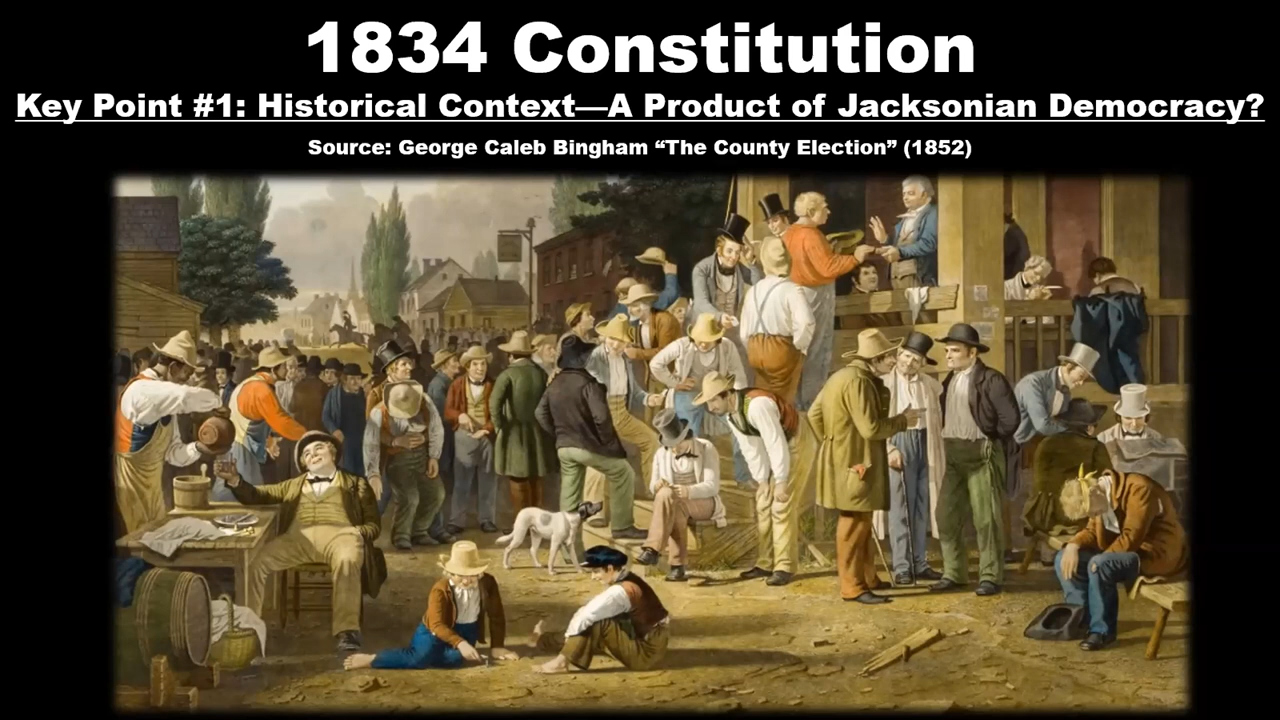 1834 Constitution
Key Point #1: Historical Context—A Product of Jacksonian Democracy?
Source: George Caleb Bingham “The County Election” (1852)